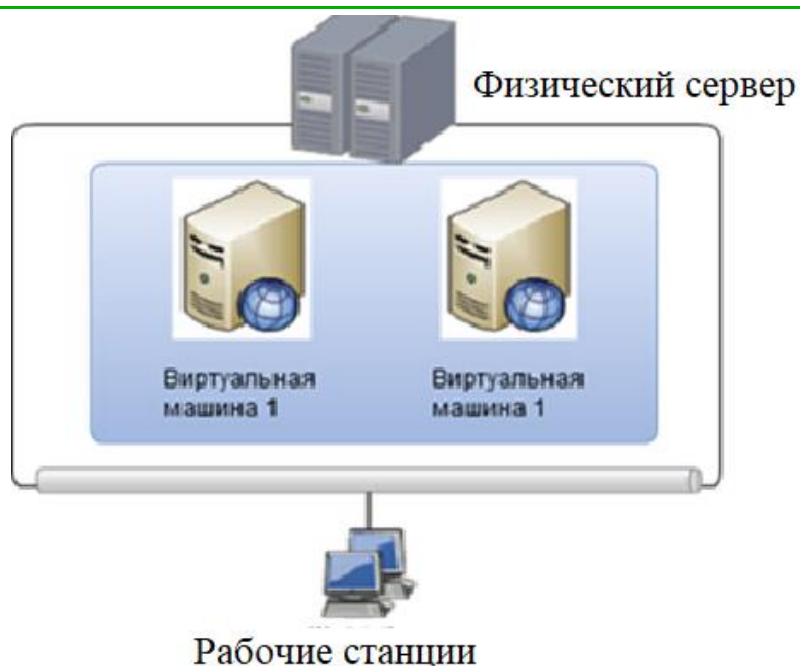 Физический сервер
Виртуальная
машина 1
Виртуальная
машина 1
Рабочие станции